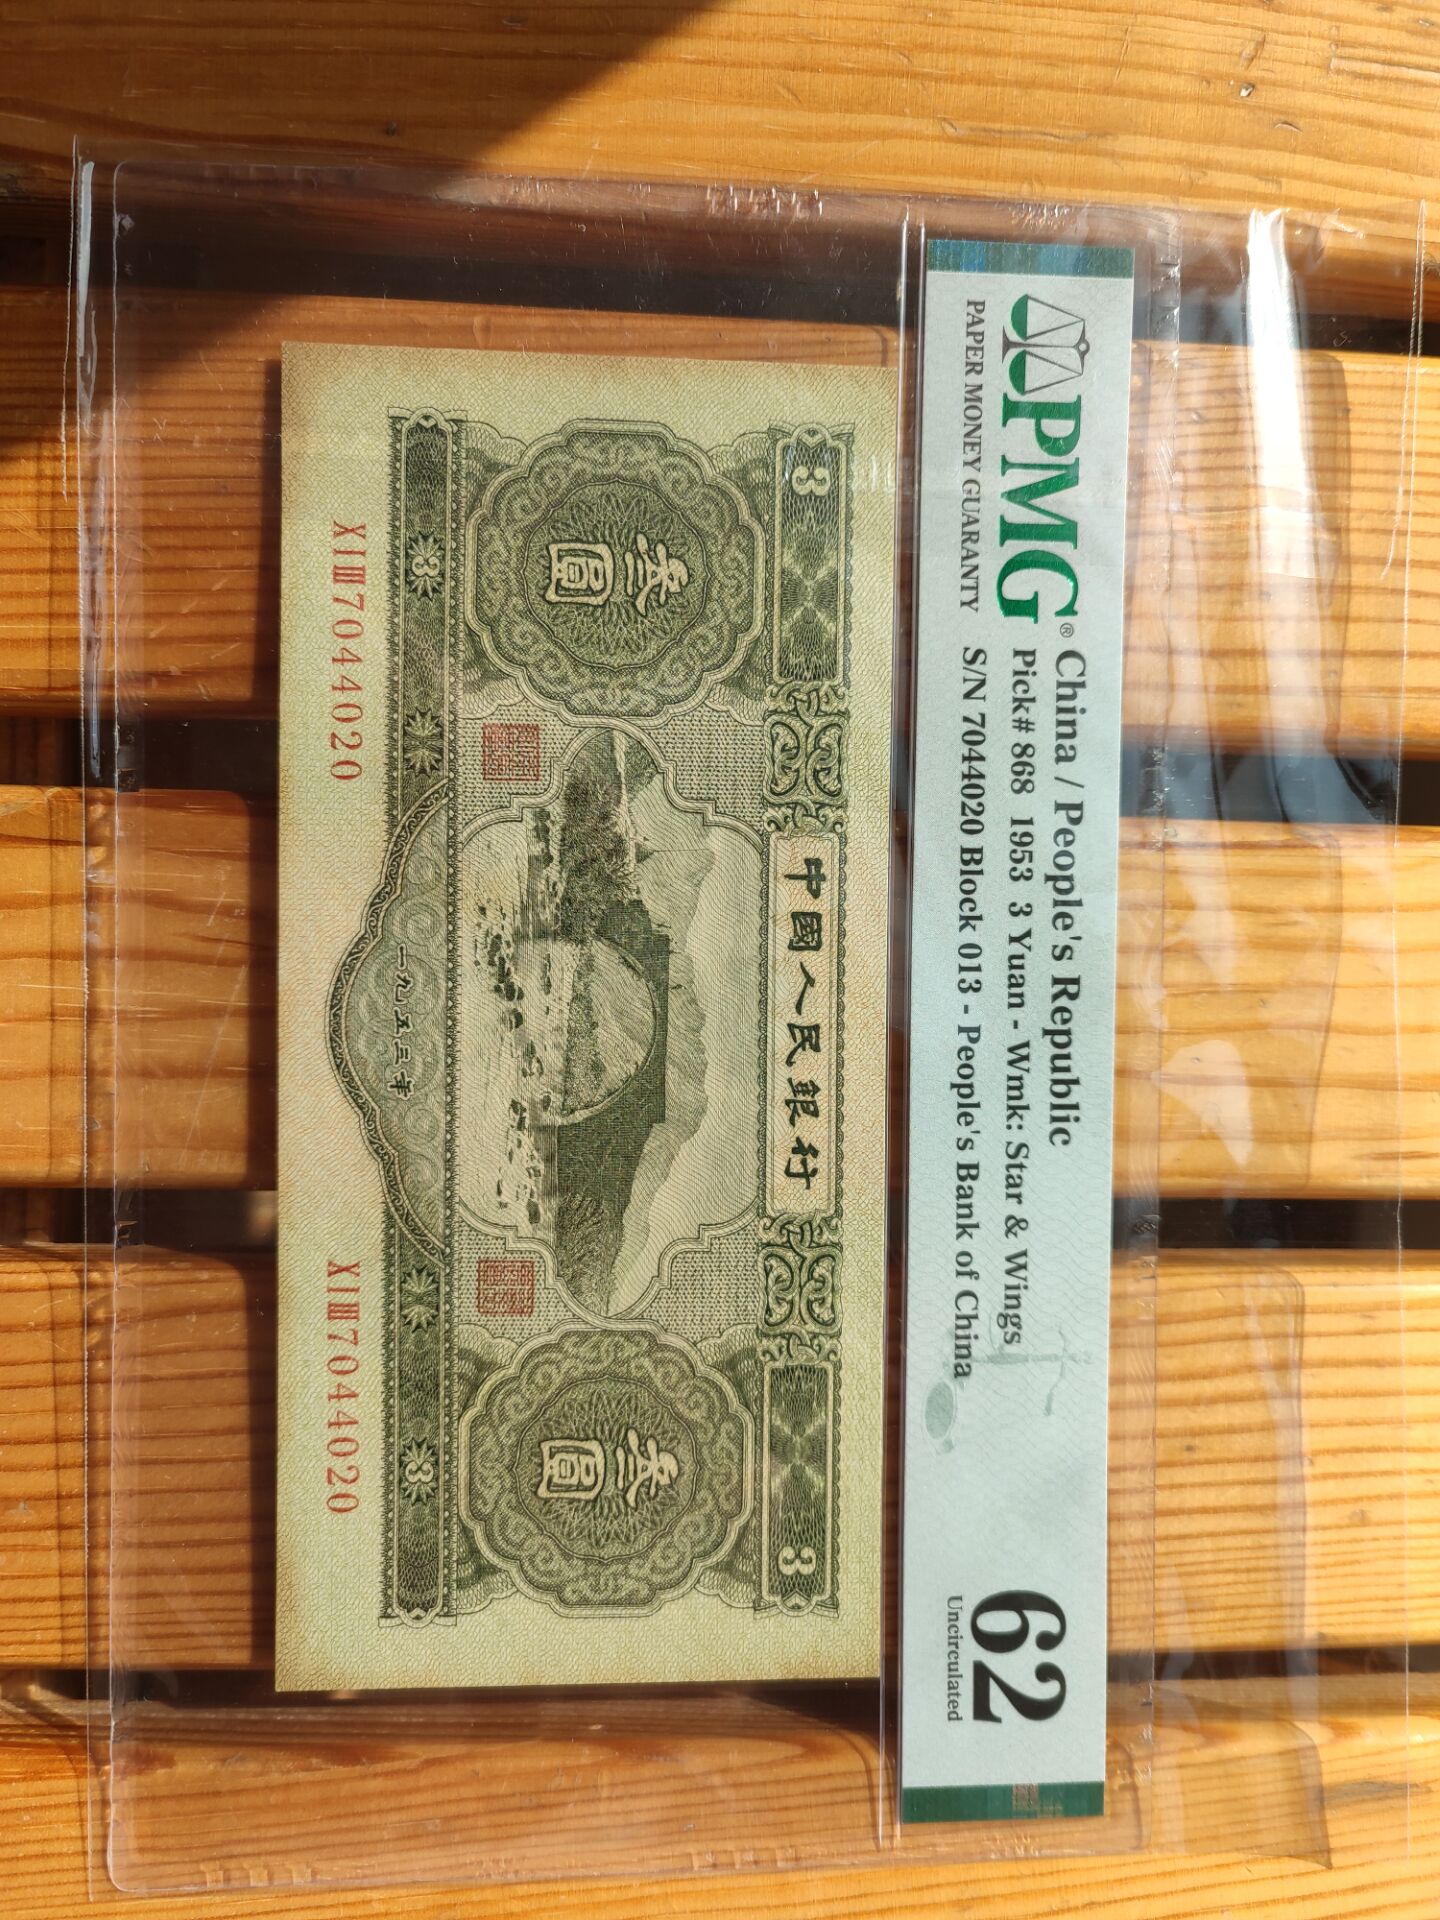 PMG®
PAPER MONEY GUARANTY
China / People's Republic
Pick# 868 1953 3 Yuan - Wmk: Star & Wings
S/N 7044020 Block 013 - People's Bank of China
62
Uncirculated
中國人民銀行
3
3
叁圓
叁圓
3
3
一九五三年
XIⅢ7044020
XIⅢ7044020